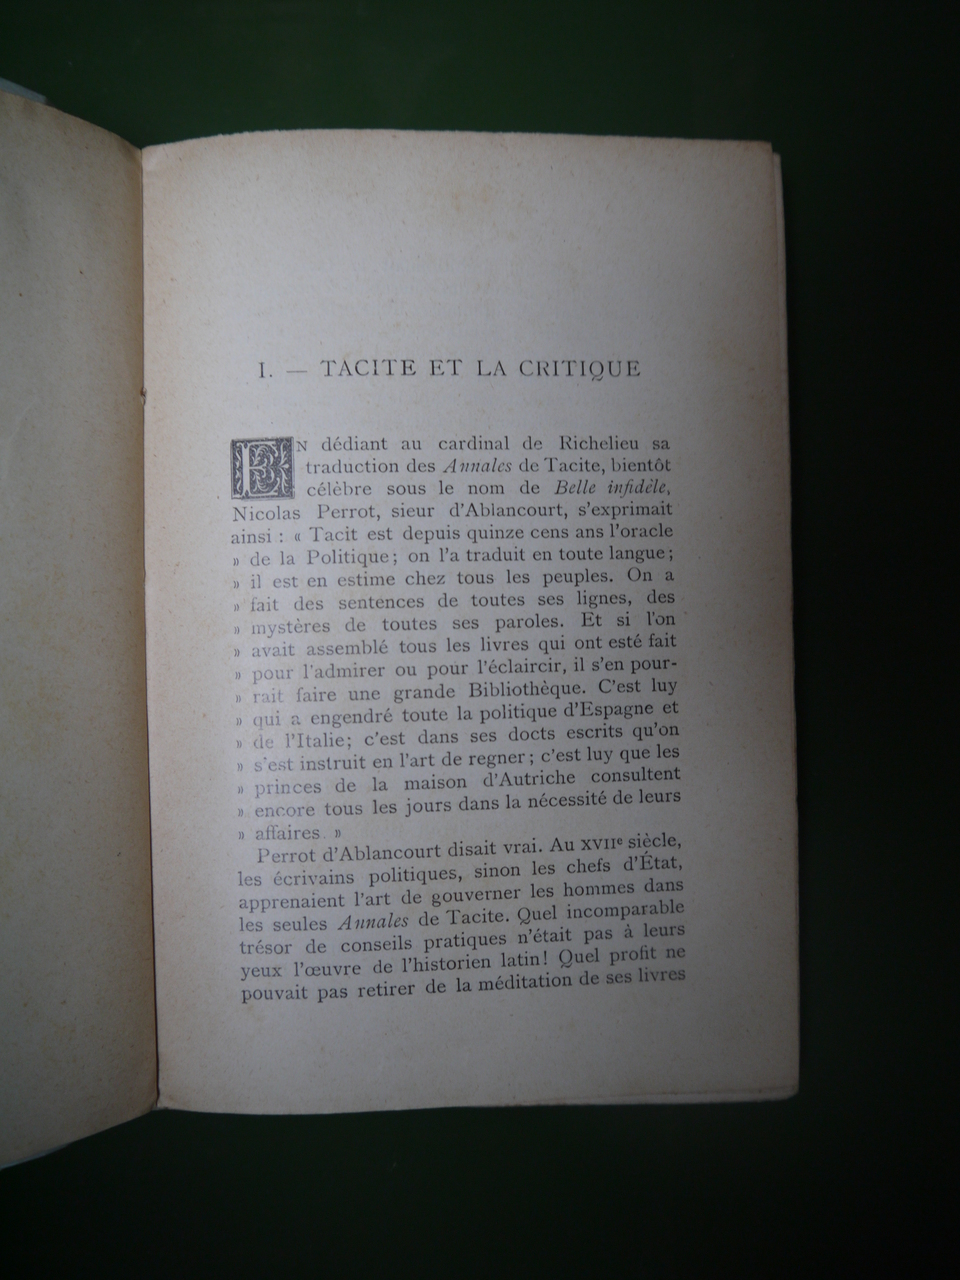 I. — TACITE ET LA CRITIQUE
EN dédiant au cardinal de Richelieu sa
traduction des Annales de Tacite, bientôt
célèbre sous le nom de Belle infidèle,
Nicolas Perrot, sieur d'Ablancourt, s'exprimait
ainsi : « Tacit est depuis quinze cens ans l'oracle
» de la Politique ; on l'a traduit en toute langue ;
» il est en estime chez tous les peuples. On a
» fait des sentences de toutes ses lignes, des
» mystères de toutes ses paroles. Et si l'on
» avait assemblé tous les livres qui ont esté fait
» pour l'admirer ou pour l'éclaircir, il s'en pour-
» rait faire une grande Bibliothèque. C'est luy
» qui a engendré toute la politique d'Espagne et
» de l'Italie ; c'est dans ses docts escrits qu'on
» s'est instruit en l'art de regner ; c'est luy que les
» princes de la maison d'Autriche consultent
» encore tous les jours dans la nécessité de leurs
» affaires. »
Perrot d'Ablancourt disait vrai. Au XVIIe siècle,
les écrivains politiques, sinon les chefs d'État,
apprenaient l'art de gouverner les hommes dans
les seules Annales de Tacite. Quel incomparable
trésor de conseils pratiques n'était pas à leurs
yeux l'œuvre de l'historien latin ! Quel profit ne
pouvait pas retirer de la méditation de ses livres